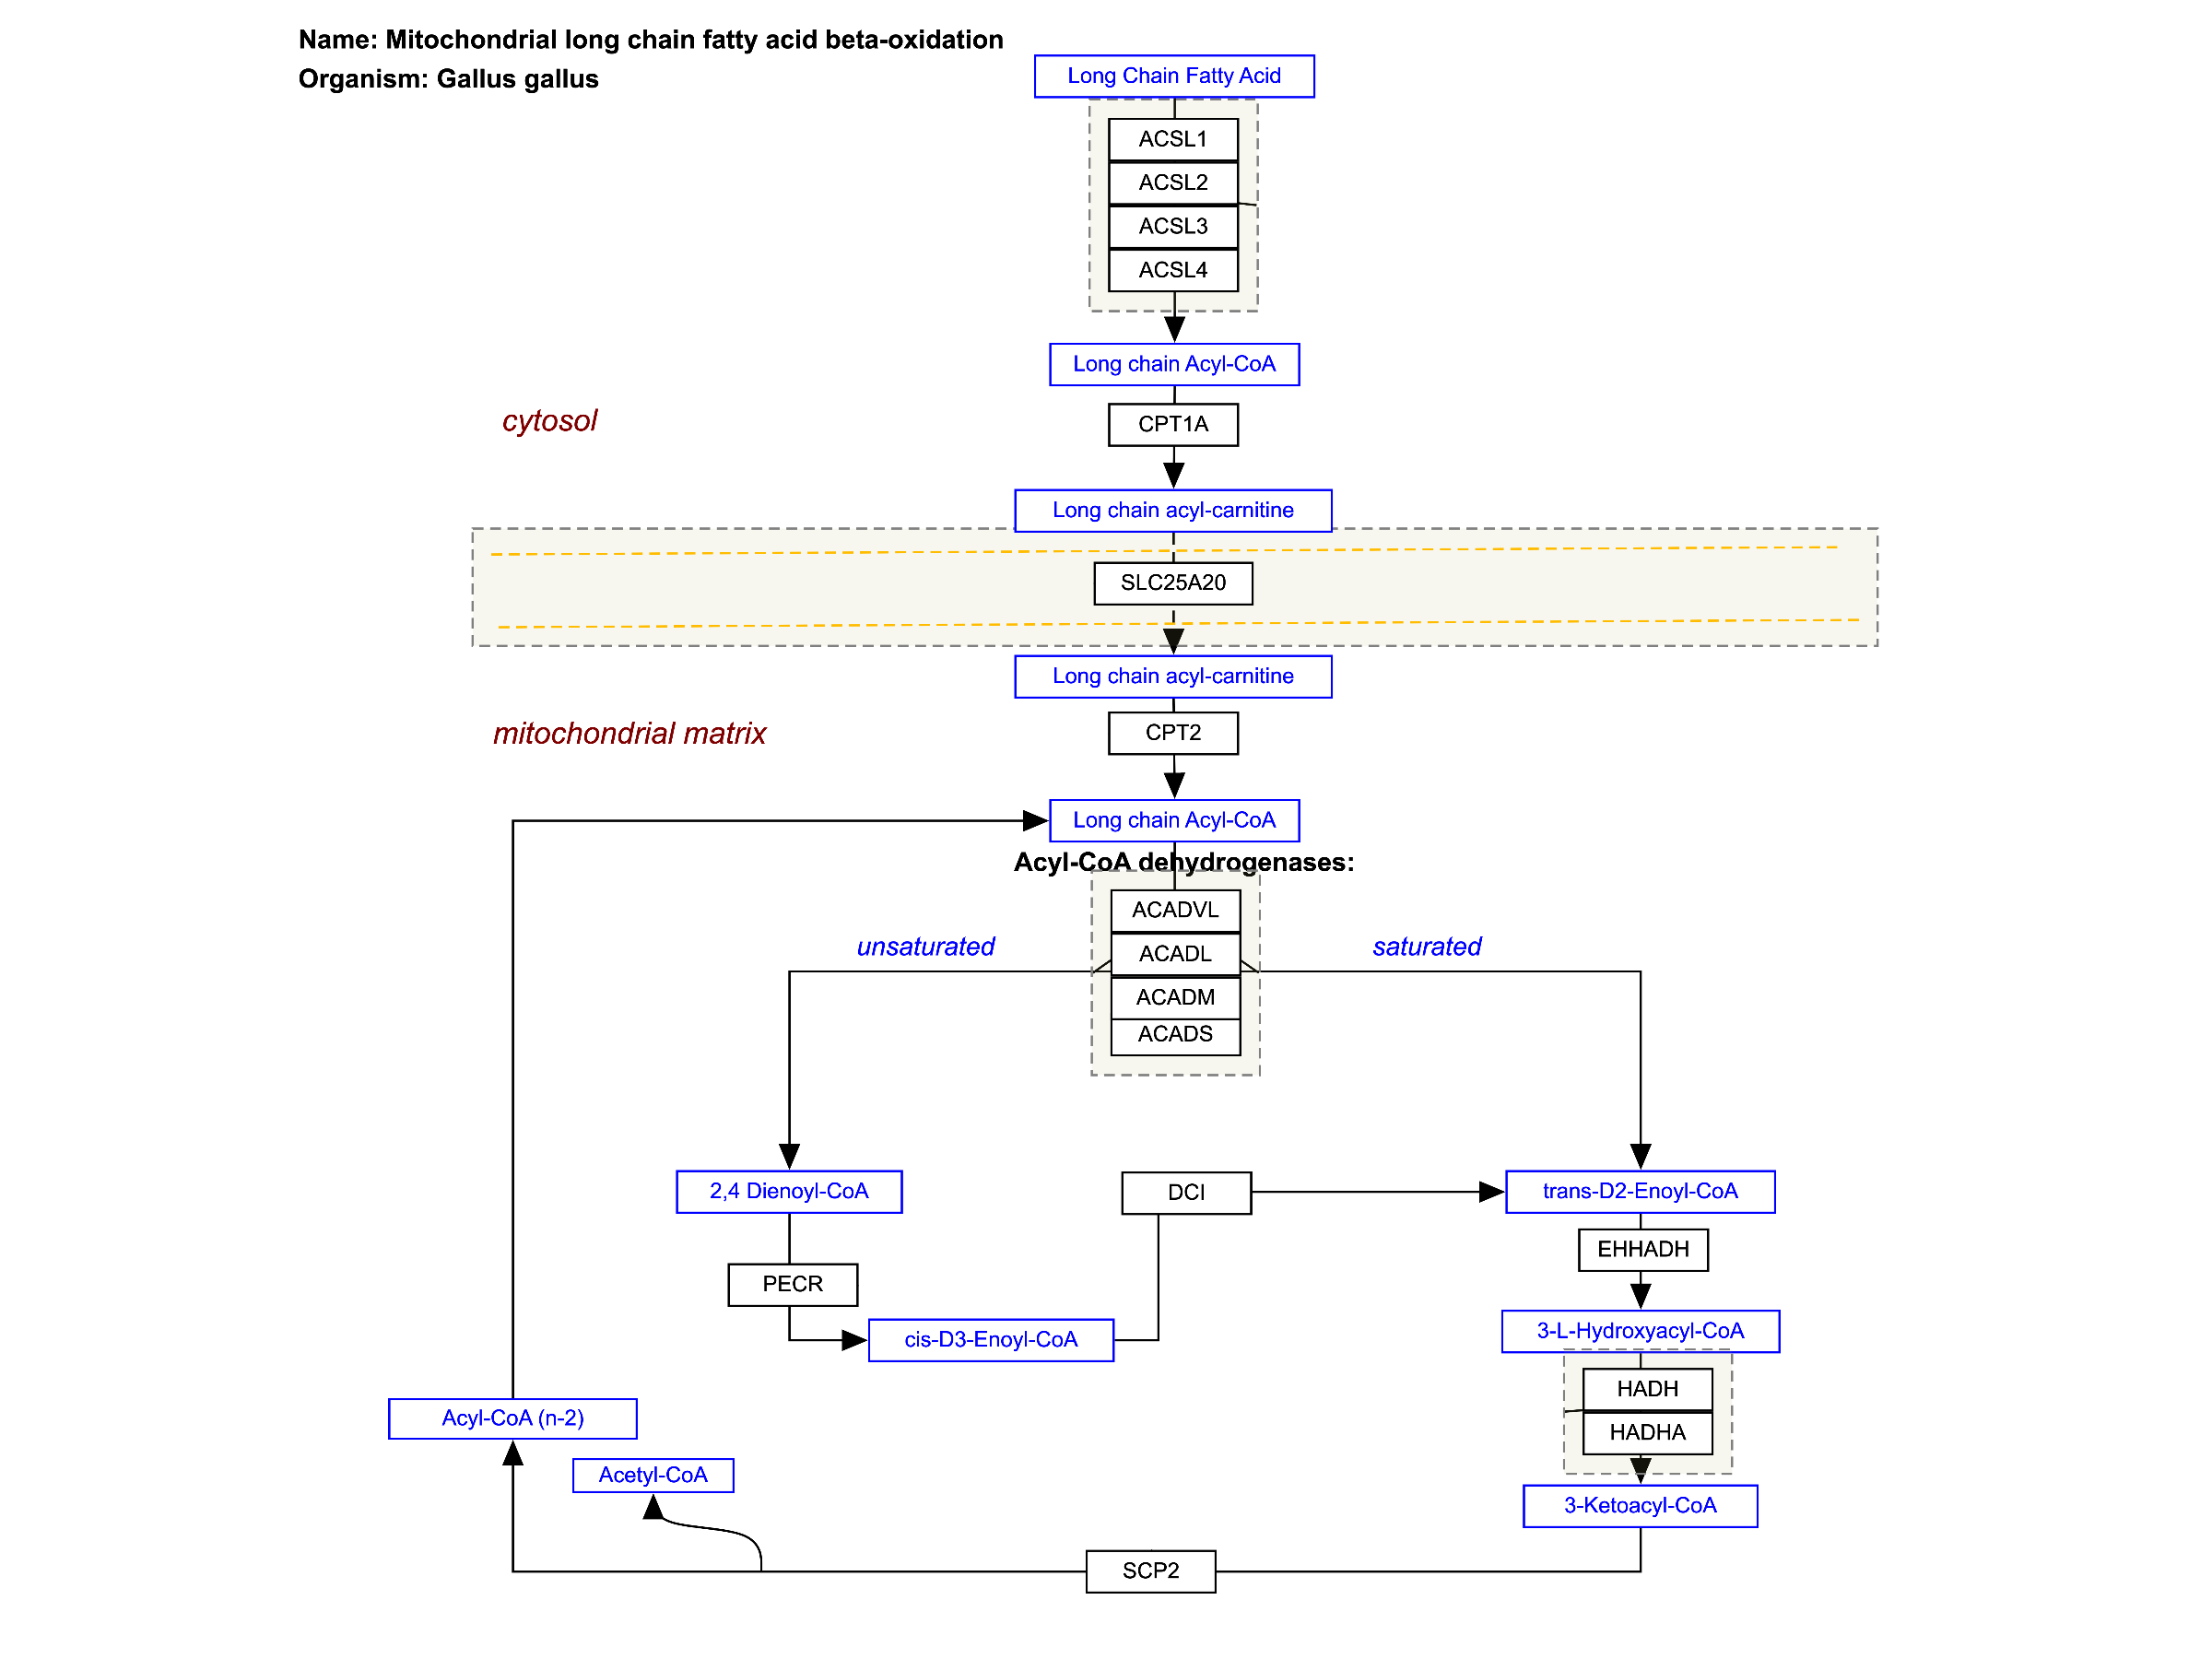 Name: Mitochondrial long chain fatty acid beta-oxidation
Organism: Gallus gallus
Long Chain Fatty Acid
ACSL1
ACSL2
ACSL3
ACSL4
Long chain Acyl-CoA
cytosol
CPT1A
Long chain acyl-carnitine
SLC25A20
Long chain acyl-carnitine
mitochondrial matrix
CPT2
Long chain Acyl-CoA
Acyl-CoA dehydrogenases:
ACADVL
unsaturated
ACADL
saturated
ACADM
ACADS
2,4 Dienoyl-CoA
DCI
trans-D2-Enoyl-CoA
EHHADH
PECR
cis-D3-Enoyl-CoA
3-L-Hydroxyacyl-CoA
HADH
HADHA
Acyl-CoA (n-2)
Acetyl-CoA
3-Ketoacyl-CoA
SCP2